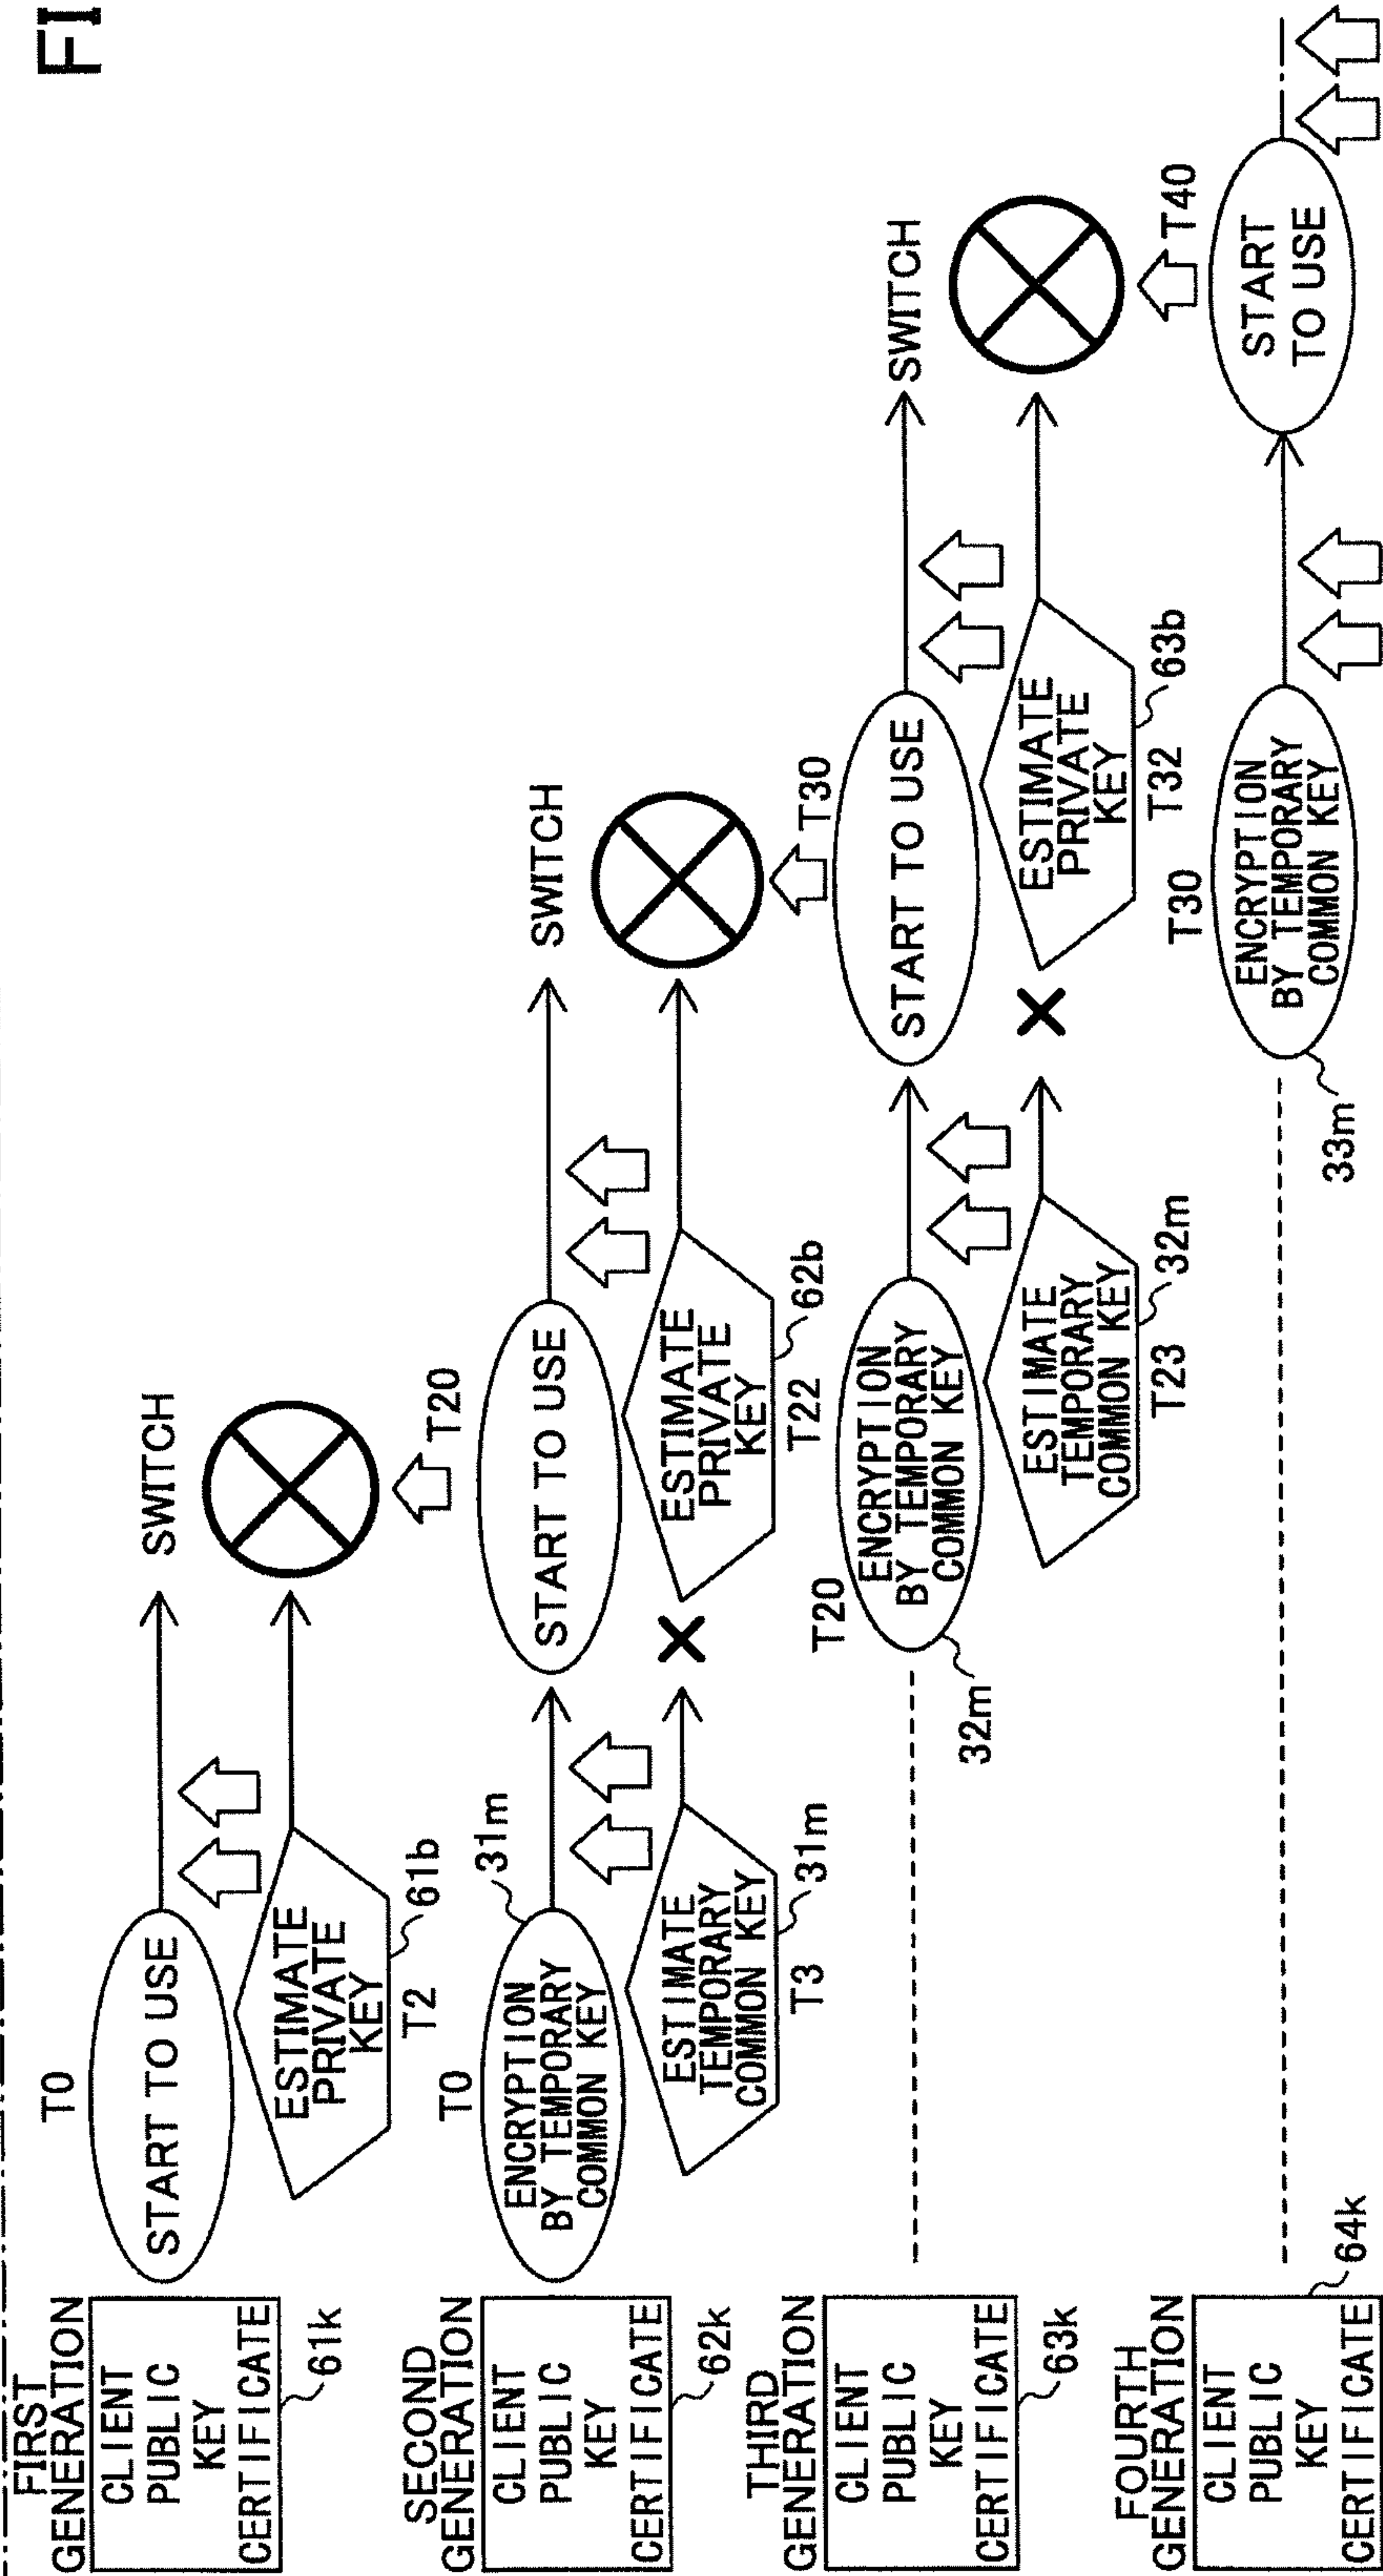 FI
FIRST
GENERATION
CLIENT
PUBLIC
KEY
CERTIFICATE
61k
T0
START TO USE
ESTIMATE
PRIVATE
KEY
61b
T2
SWITCH
SECOND
GENERATION
CLIENT
PUBLIC
KEY
CERTIFICATE
62k
T0
ENCRYPTION
BY TEMPORARY
COMMON KEY
31m
ESTIMATE
TEMPORARY
COMMON KEY
31m
T3
T20
START TO USE
ESTIMATE
PRIVATE
KEY
62b
T22
SWITCH
THIRD
GENERATION
CLIENT
PUBLIC
KEY
CERTIFICATE
63k
T20
ENCRYPTION
BY TEMPORARY
COMMON KEY
32m
ESTIMATE
TEMPORARY
COMMON KEY
32m
T23
T30
START TO USE
ESTIMATE
PRIVATE
KEY
63b
T32
SWITCH
FOURTH
GENERATION
CLIENT
PUBLIC
KEY
CERTIFICATE
64k
T30
ENCRYPTION
BY TEMPORARY
COMMON KEY
33m
T40
START
TO USE